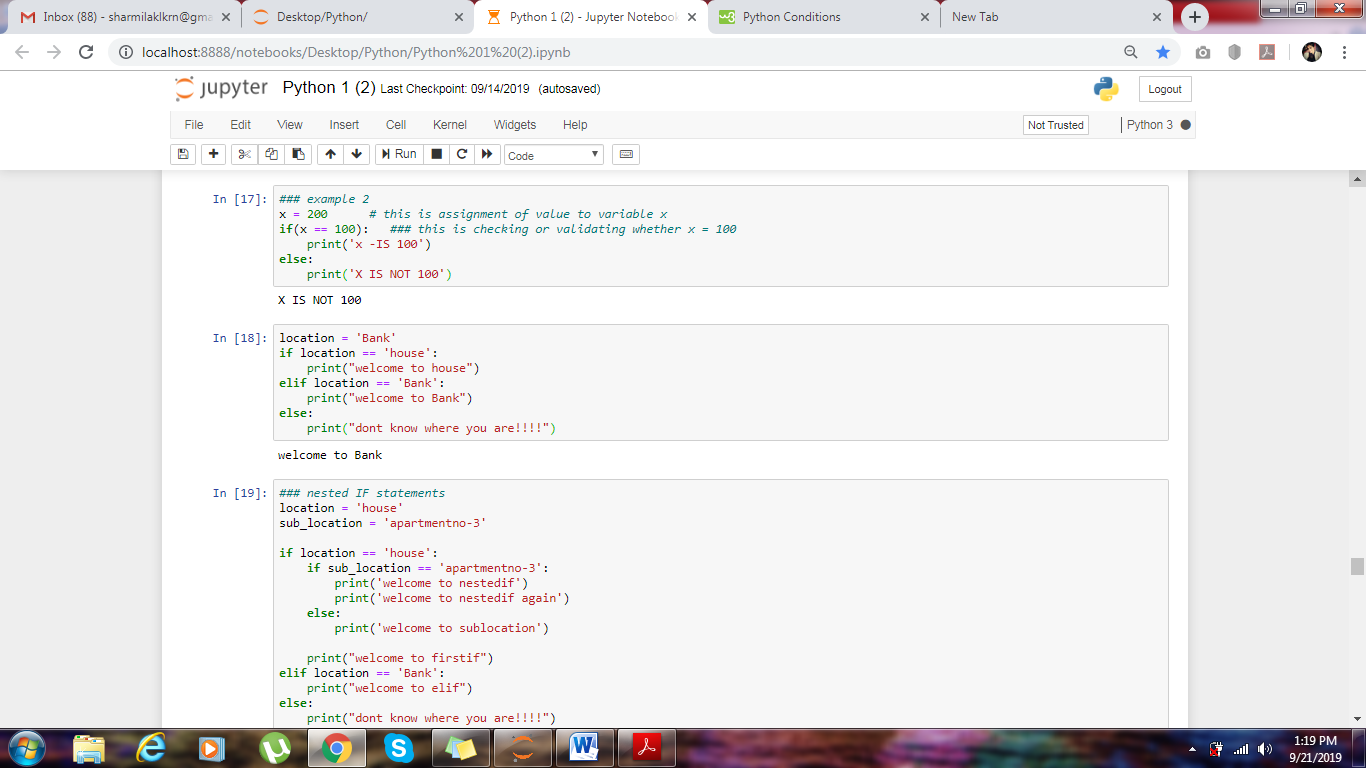 Inbox (88) - sharmilaklkrn@gma
Desktop/Python/
Python 1 (2) - Jupyter Notebook
Python Conditions
New Tab
localhost:8888/notebooks/Desktop/Python/Python%201%20(2).ipynb
jupyter Python 1 (2) Last Checkpoint: 09/14/2019 (autosaved)
Logout
File Edit View Insert Cell Kernel Widgets Help
Not Trusted
Python 3
Run
Code
In [17]:
### example 2
x = 200      # this is assignment of value to variable x
if(x == 100):   ### this is checking or validating whether x = 100
    print('x -IS 100')
else:
    print('X IS NOT 100')
X IS NOT 100
In [18]:
location = 'Bank'
if location == 'house':
    print("welcome to house")
elif location == 'Bank':
    print("welcome to Bank")
else:
    print("dont know where you are!!!!")
welcome to Bank
In [19]:
### nested IF statements
location = 'house'
sub_location = 'apartmentno-3'
if location == 'house':
    if sub_location == 'apartmentno-3':
        print('welcome to nestedif')
        print('welcome to nestedif again')
    else:
        print('welcome to sublocation')
    print("welcome to firstif")
elif location == 'Bank':
    print("welcome to elif")
else:
    print("dont know where you are!!!!")
1:19 PM
9/21/2019